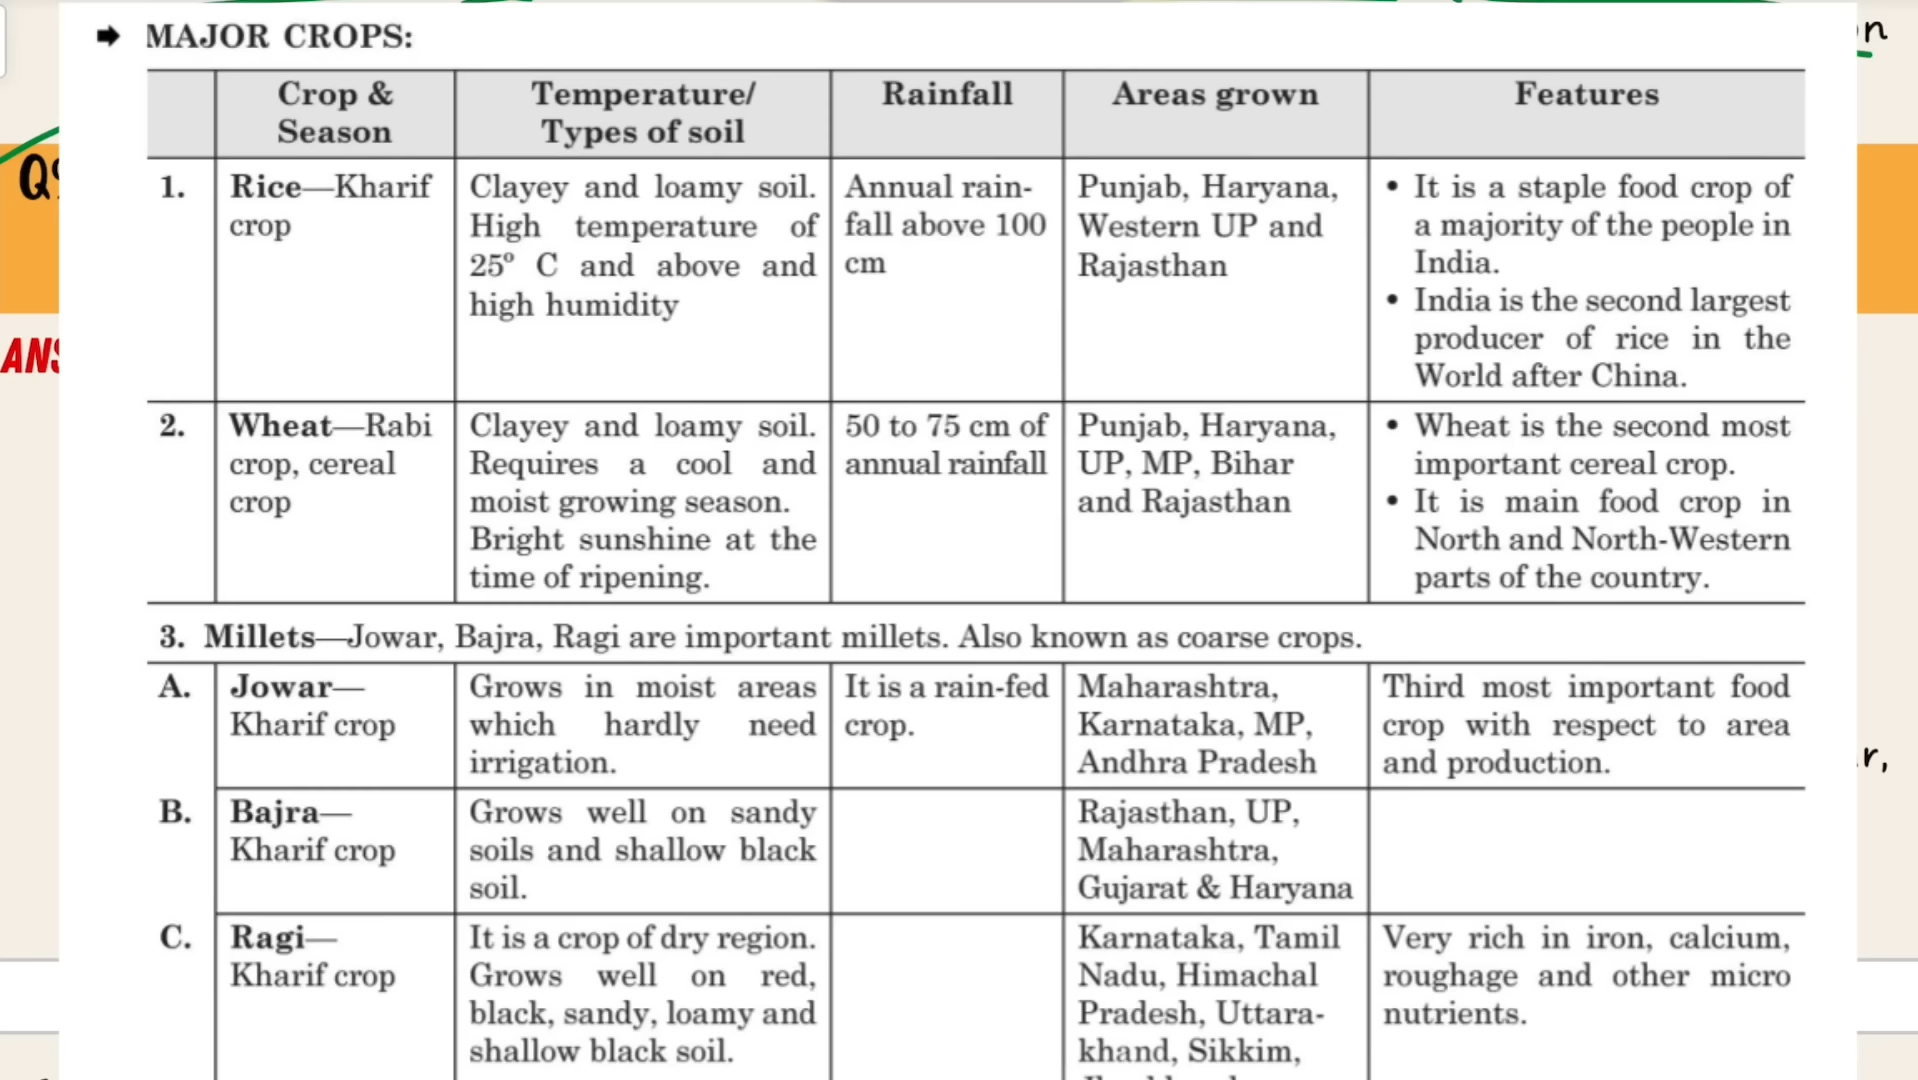 ➡ MAJOR CROPS:
Crop & Season | Temperature/ Types of soil | Rainfall | Areas grown | Features
1. | Rice—Kharif crop | Clayey and loamy soil. High temperature of 25° C and above and high humidity | Annual rain-fall above 100 cm | Punjab, Haryana, Western UP and Rajasthan | • It is a staple food crop of a majority of the people in India. • India is the second largest producer of rice in the World after China.
2. | Wheat—Rabi crop, cereal crop | Clayey and loamy soil. Requires a cool and moist growing season. Bright sunshine at the time of ripening. | 50 to 75 cm of annual rainfall | Punjab, Haryana, UP, MP, Bihar and Rajasthan | • Wheat is the second most important cereal crop. • It is main food crop in North and North-Western parts of the country.
3. Millets—Jowar, Bajra, Ragi are important millets. Also known as coarse crops.
A. | Jowar—Kharif crop | Grows in moist areas which hardly need irrigation. | It is a rain-fed crop. | Maharashtra, Karnataka, MP, Andhra Pradesh | Third most important food crop with respect to area and production.
B. | Bajra—Kharif crop | Grows well on sandy soils and shallow black soil. | | Rajasthan, UP, Maharashtra, Gujarat & Haryana |
C. | Ragi—Kharif crop | It is a crop of dry region. Grows well on red, black, sandy, loamy and shallow black soil. | | Karnataka, Tamil Nadu, Himachal Pradesh, Uttara-khand, Sikkim, | Very rich in iron, calcium, roughage and other micro nutrients.